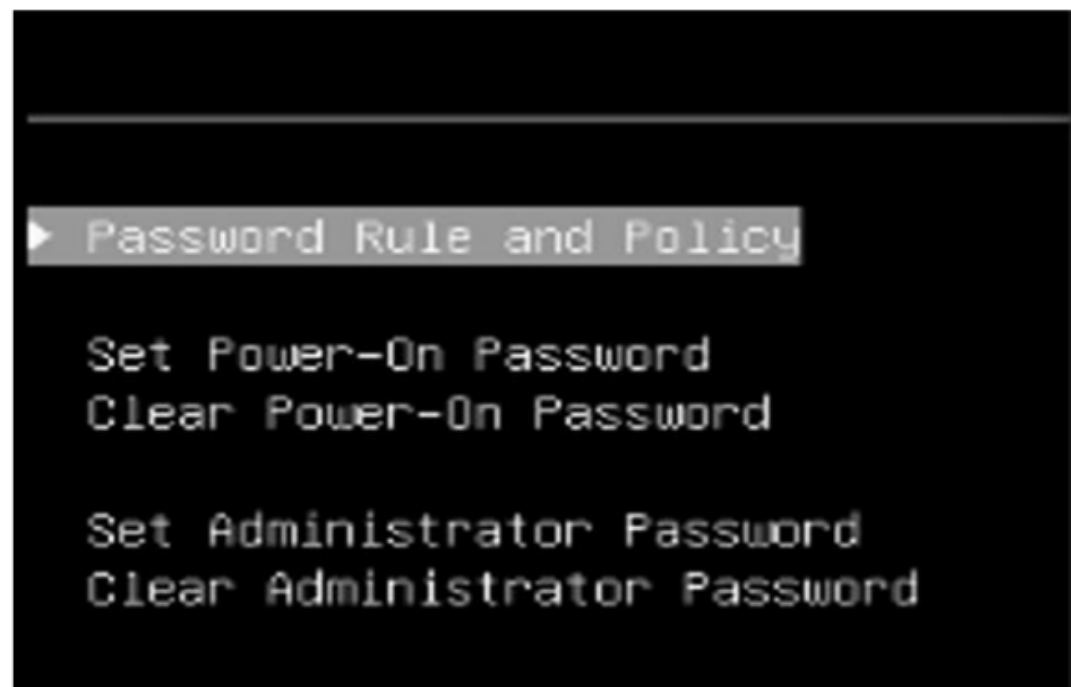 Password Rule and Policy
Set Power-On Password
Clear Power-On Password
Set Administrator Password
Clear Administrator Password